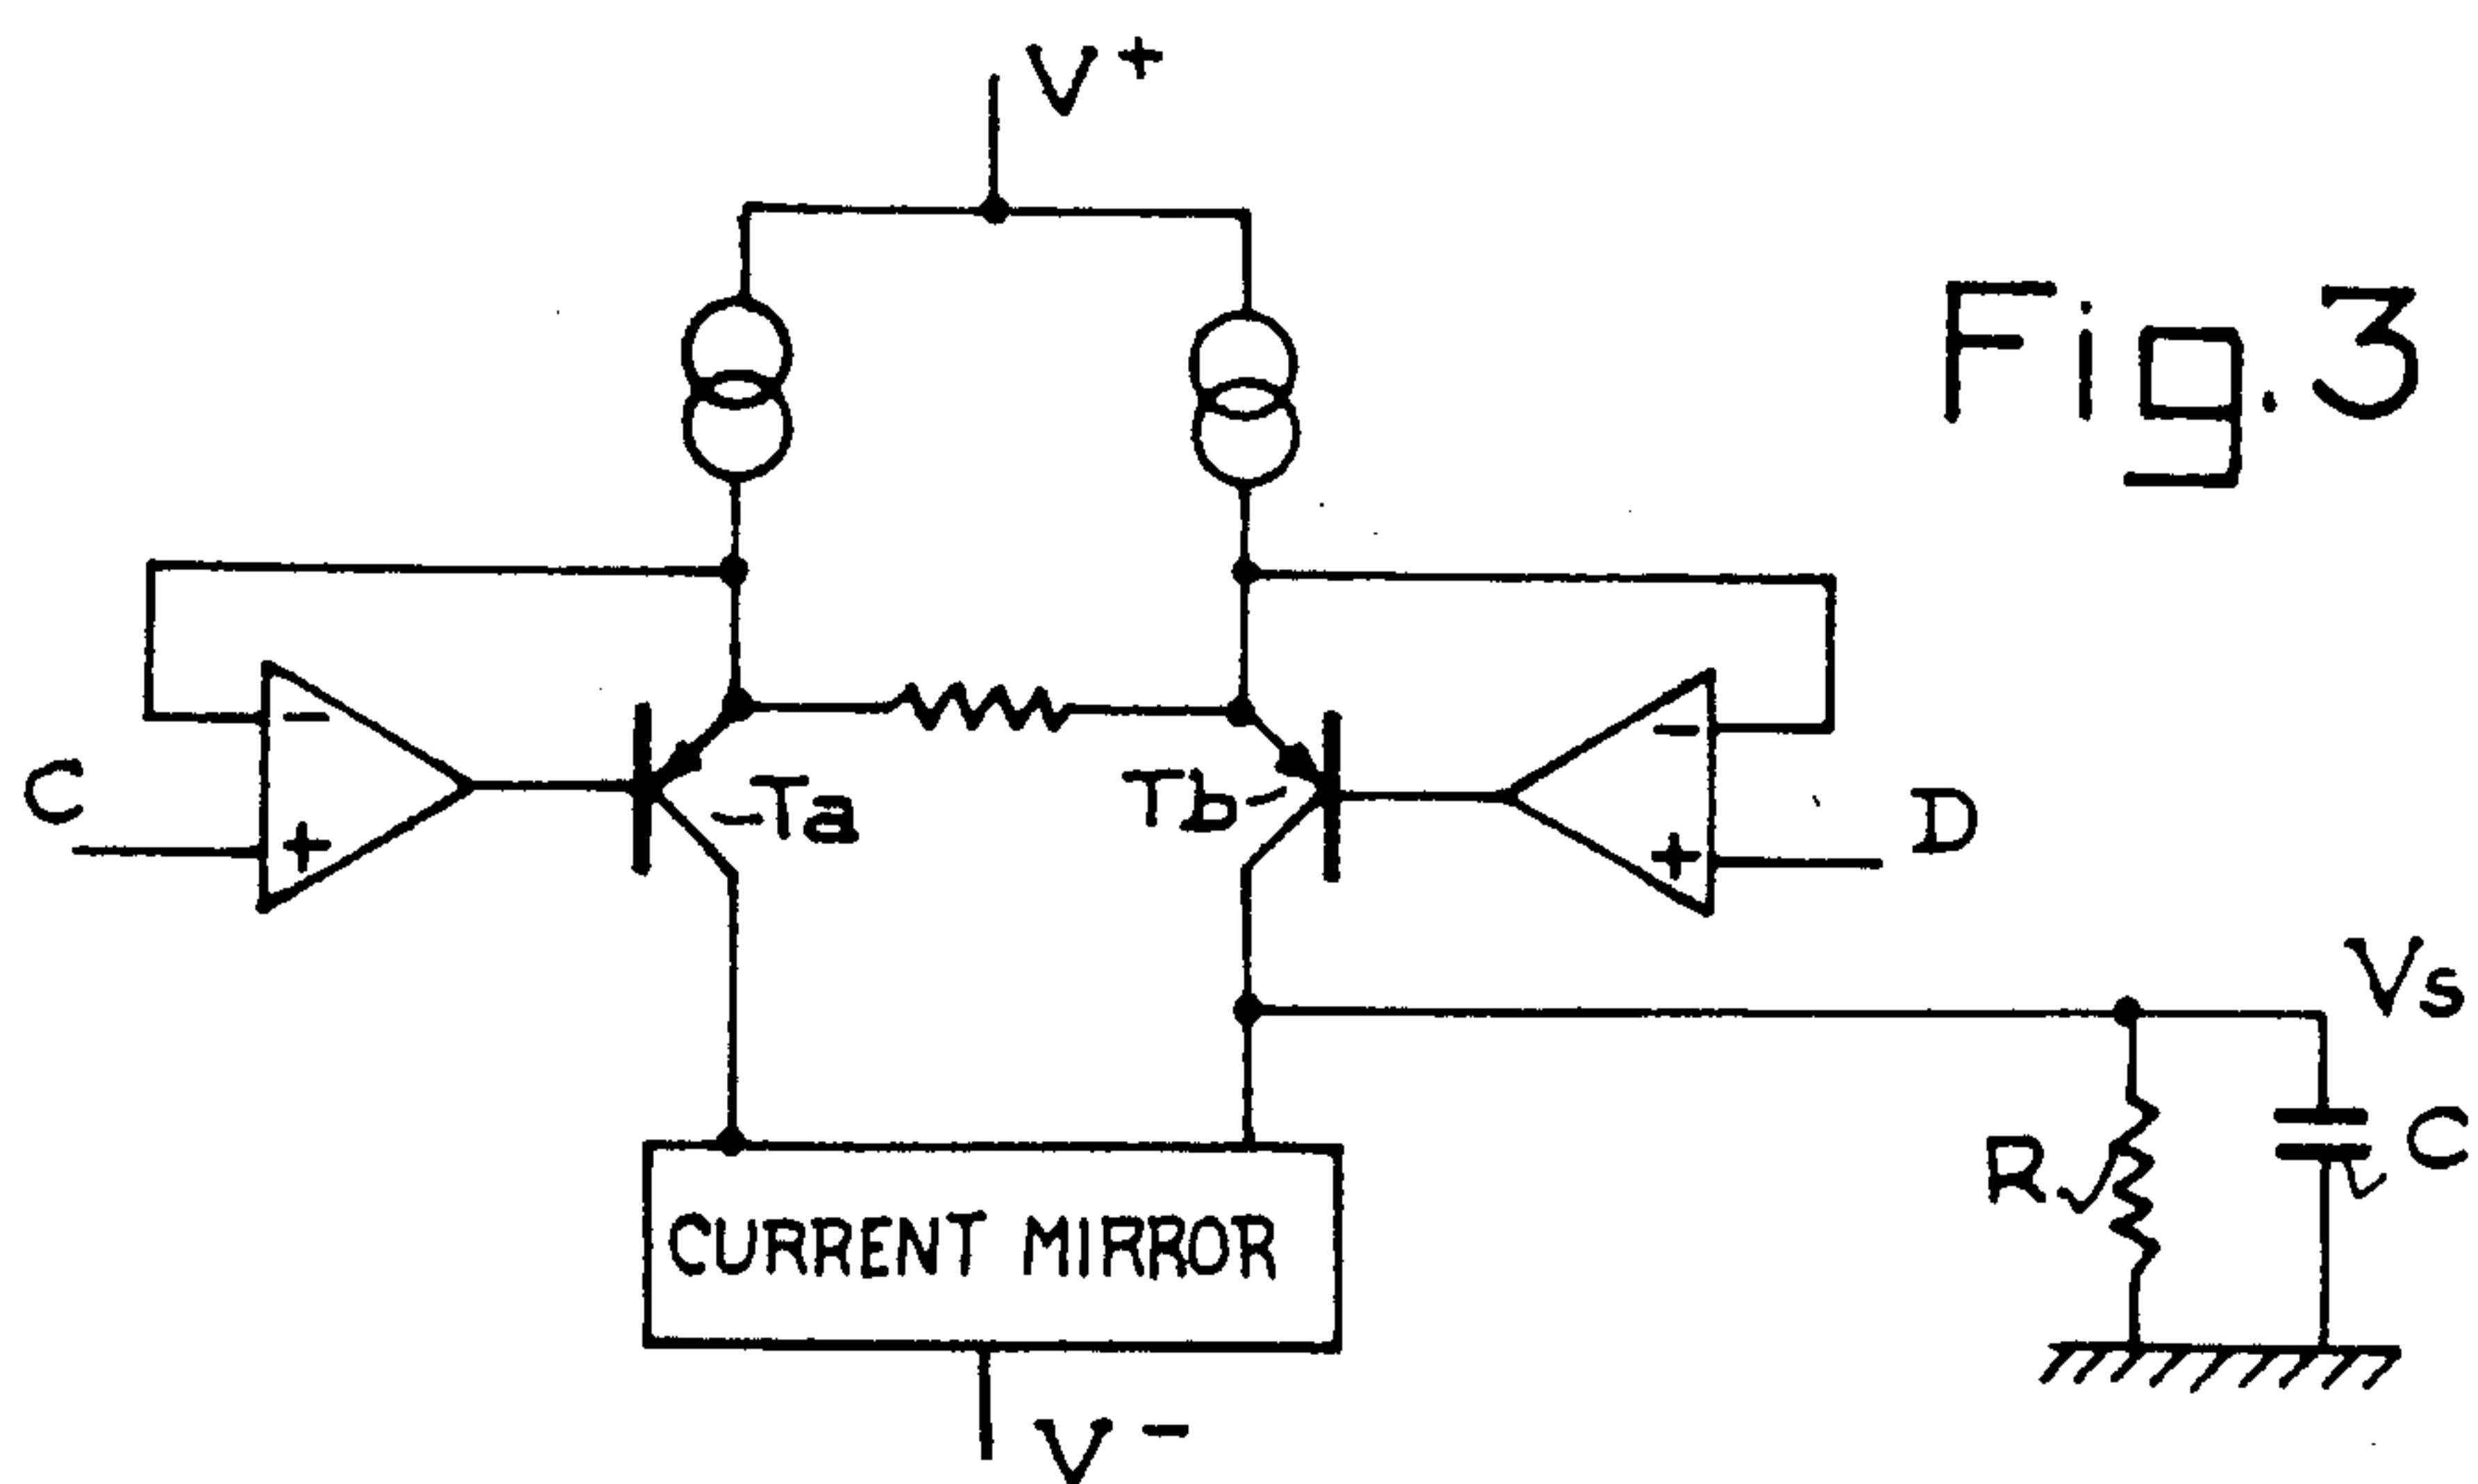 V+
Fig.3
-
C
+
Ta
Tb
-
+
D
Vs
R
C
CURRENT MIRROR
V-